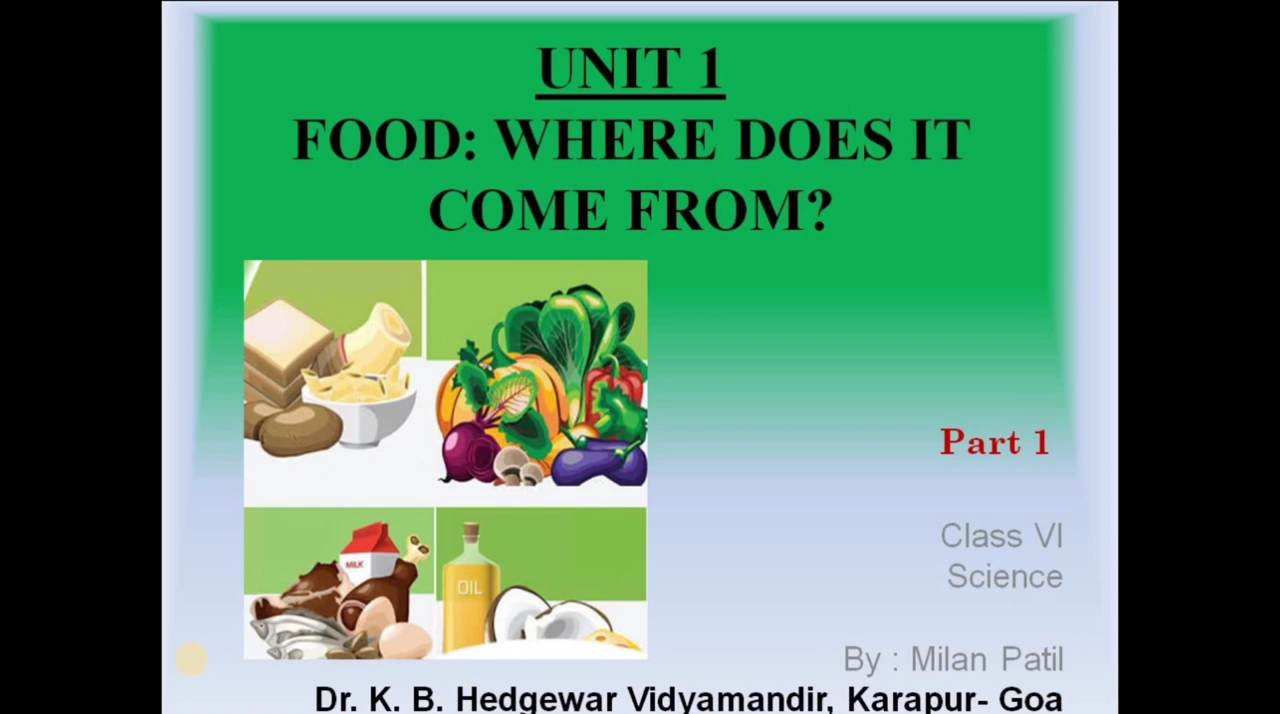 UNIT 1
FOOD: WHERE DOES IT
COME FROM?
Part 1
MILK
OIL
Class VI
Science
By : Milan Patil
Dr. K. B. Hedgewar Vidyamandir, Karapur- Goa